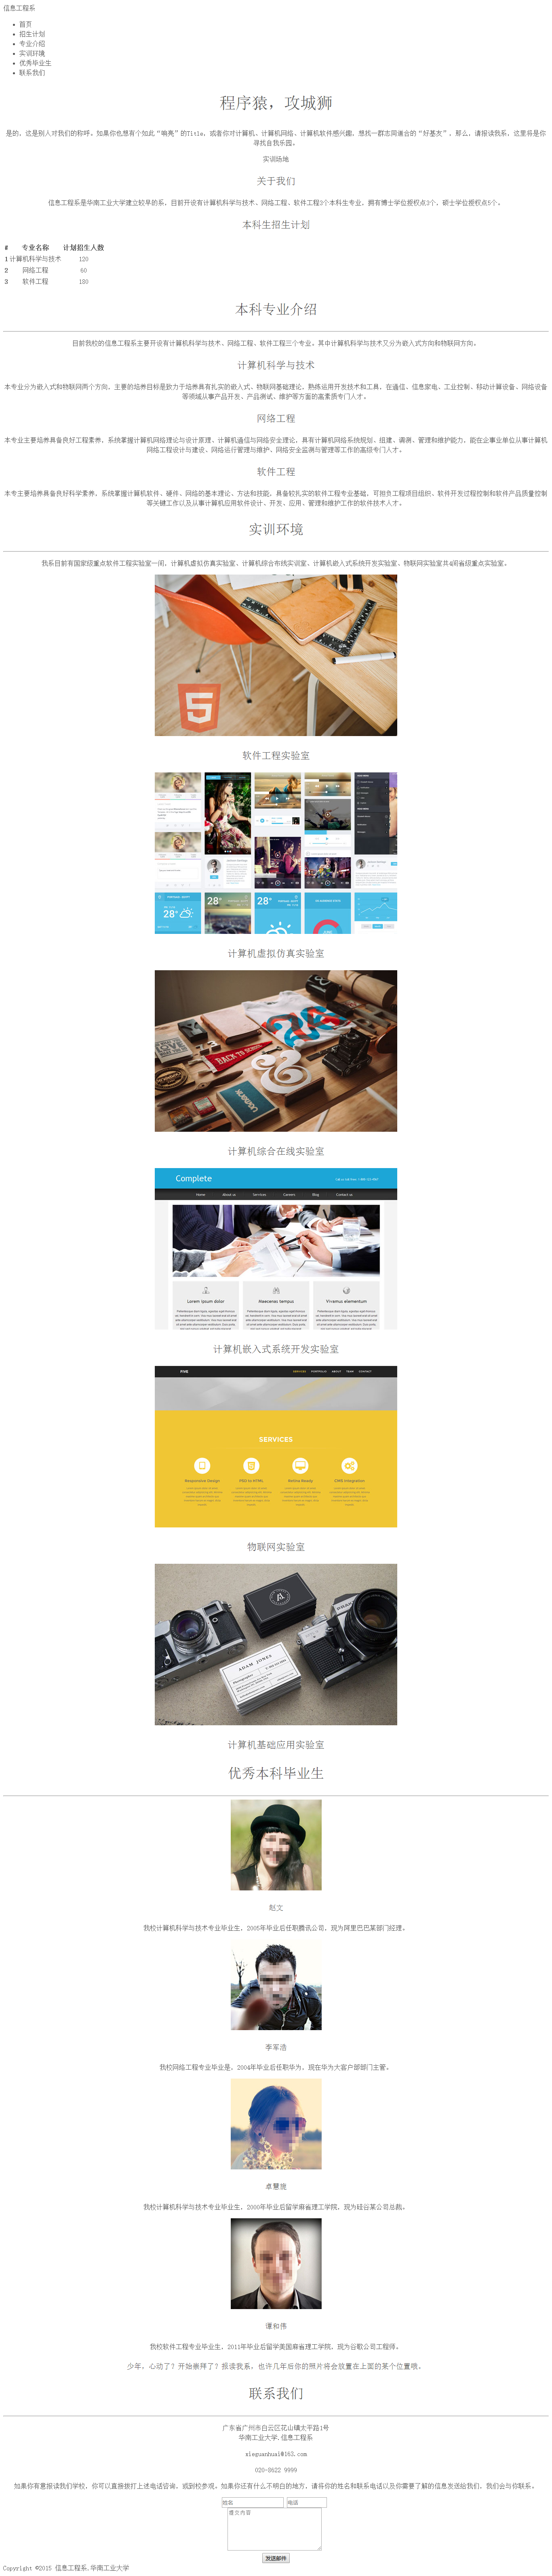 信息工程系
首页
招生计划
专业介绍
实训环境
优秀毕业生
联系我们
程序猿，攻城狮
是的，这是别人对我们的称呼。如果你也想有个如此“响亮”的Title，或者你对计算机、计算机网络、计算机软件感兴趣，想找一群志同道合的“好基友”，那么，请报读我系，这里将是你
寻找自我乐园。
实训场地
关于我们
信息工程系是华南工业大学建立较早的系，目前开设有计算机科学与技术、网络工程、软件工程3个本科生专业，拥有博士学位授权点3个，硕士学位授权点5个。
本科生招生计划
# 专业名称 计划招生人数
1 计算机科学与技术 120
2 网络工程 60
3 软件工程 180
本科专业介绍
目前我校的信息工程系主要开设有计算机科学与技术、网络工程、软件工程三个专业，其中计算机科学与技术又分为嵌入式方向和物联网方向。
计算机科学与技术
本专业分为嵌入式和物联网两个方向，主要的培养目标是致力于培养具有扎实的嵌入式、物联网基础理论，熟练运用开发技术和工具，在通信、信息家电、工业控制、移动计算设备、网络设备
等领域从事产品开发、产品测试、维护等方面的高素质专门人才。
网络工程
本专业主要培养具备良好工程素养，系统掌握计算机网络理论与设计原理、计算机通信与网络安全理论，具有计算机网络系统规划、组建、调测、管理和维护能力，能在企事业单位从事计算机
网络工程设计与建设、网络运行管理与维护、网络安全监测与管理等工作的高级专门人才。
软件工程
本专主要培养具备良好科学素养，系统掌握计算机软件、硬件、网络的基本理论、方法和技能，具备较扎实的软件工程专业基础，可担负工程项目组织、软件开发过程控制和软件产品质量控制
等关键工作以及从事计算机应用软件设计、开发、应用、管理和维护工作的软件技术人才。
实训环境
我系目前有国家级重点软件工程实验室一间，计算机虚拟仿真实验室、计算机综合布线实训室、计算机嵌入式系统开发实验室、物联网实验室共4间省级重点实验室。
软件工程实验室
28°
28°
28°
计算机虚拟仿真实验室
BACK TO SCHOOL
计算机综合在线实验室
Complete
Home About us Services Careers Blog Contact us
Lorem ipsum dolor
Maecenas tempus
Vivamus elementum
计算机嵌入式系统开发实验室
SERVICES PORTFOLIO ABOUT TEAM CONTACT
SERVICES
Responsive Design
PSD to HTML
Retina Ready
CMS Integration
物联网实验室
ADAM JONES
计算机基础应用实验室
优秀本科毕业生
赵文
我校计算机科学与技术专业毕业生，2005年毕业后任职腾讯公司，现为阿里巴巴某部门经理。
李军浩
我校网络工程专业毕业是，2004年毕业后任职华为，现在华为大客户部部门主管。
卓慧珑
我校计算机科学与技术专业毕业生，2000年毕业后留学麻省理工学院，现为硅谷某公司总裁。
谭和伟
我校软件工程专业毕业生，2011年毕业后留学美国麻省理工学院，现为谷歌公司工程师。
少年，心动了？开始崇拜了？报读我系，也许几年后你的照片将会放置在上面的某个位置喷。
联系我们
广东省广州市白云区花山镇太平路1号
华南工业大学.信息工程系
xieguanhuai@163.com
020-8622 9999
如果你有意报读我们学校，你可以直接拔打上述电话咨询，或到校参观。如果你还有什么不明白的地方，请将你的姓名和联系电话以及你需要了解的信息发送给我们，我们会与你联系。
姓名 电话
提交内容
发送邮件
Copyright ©2015 信息工程系.华南工业大学